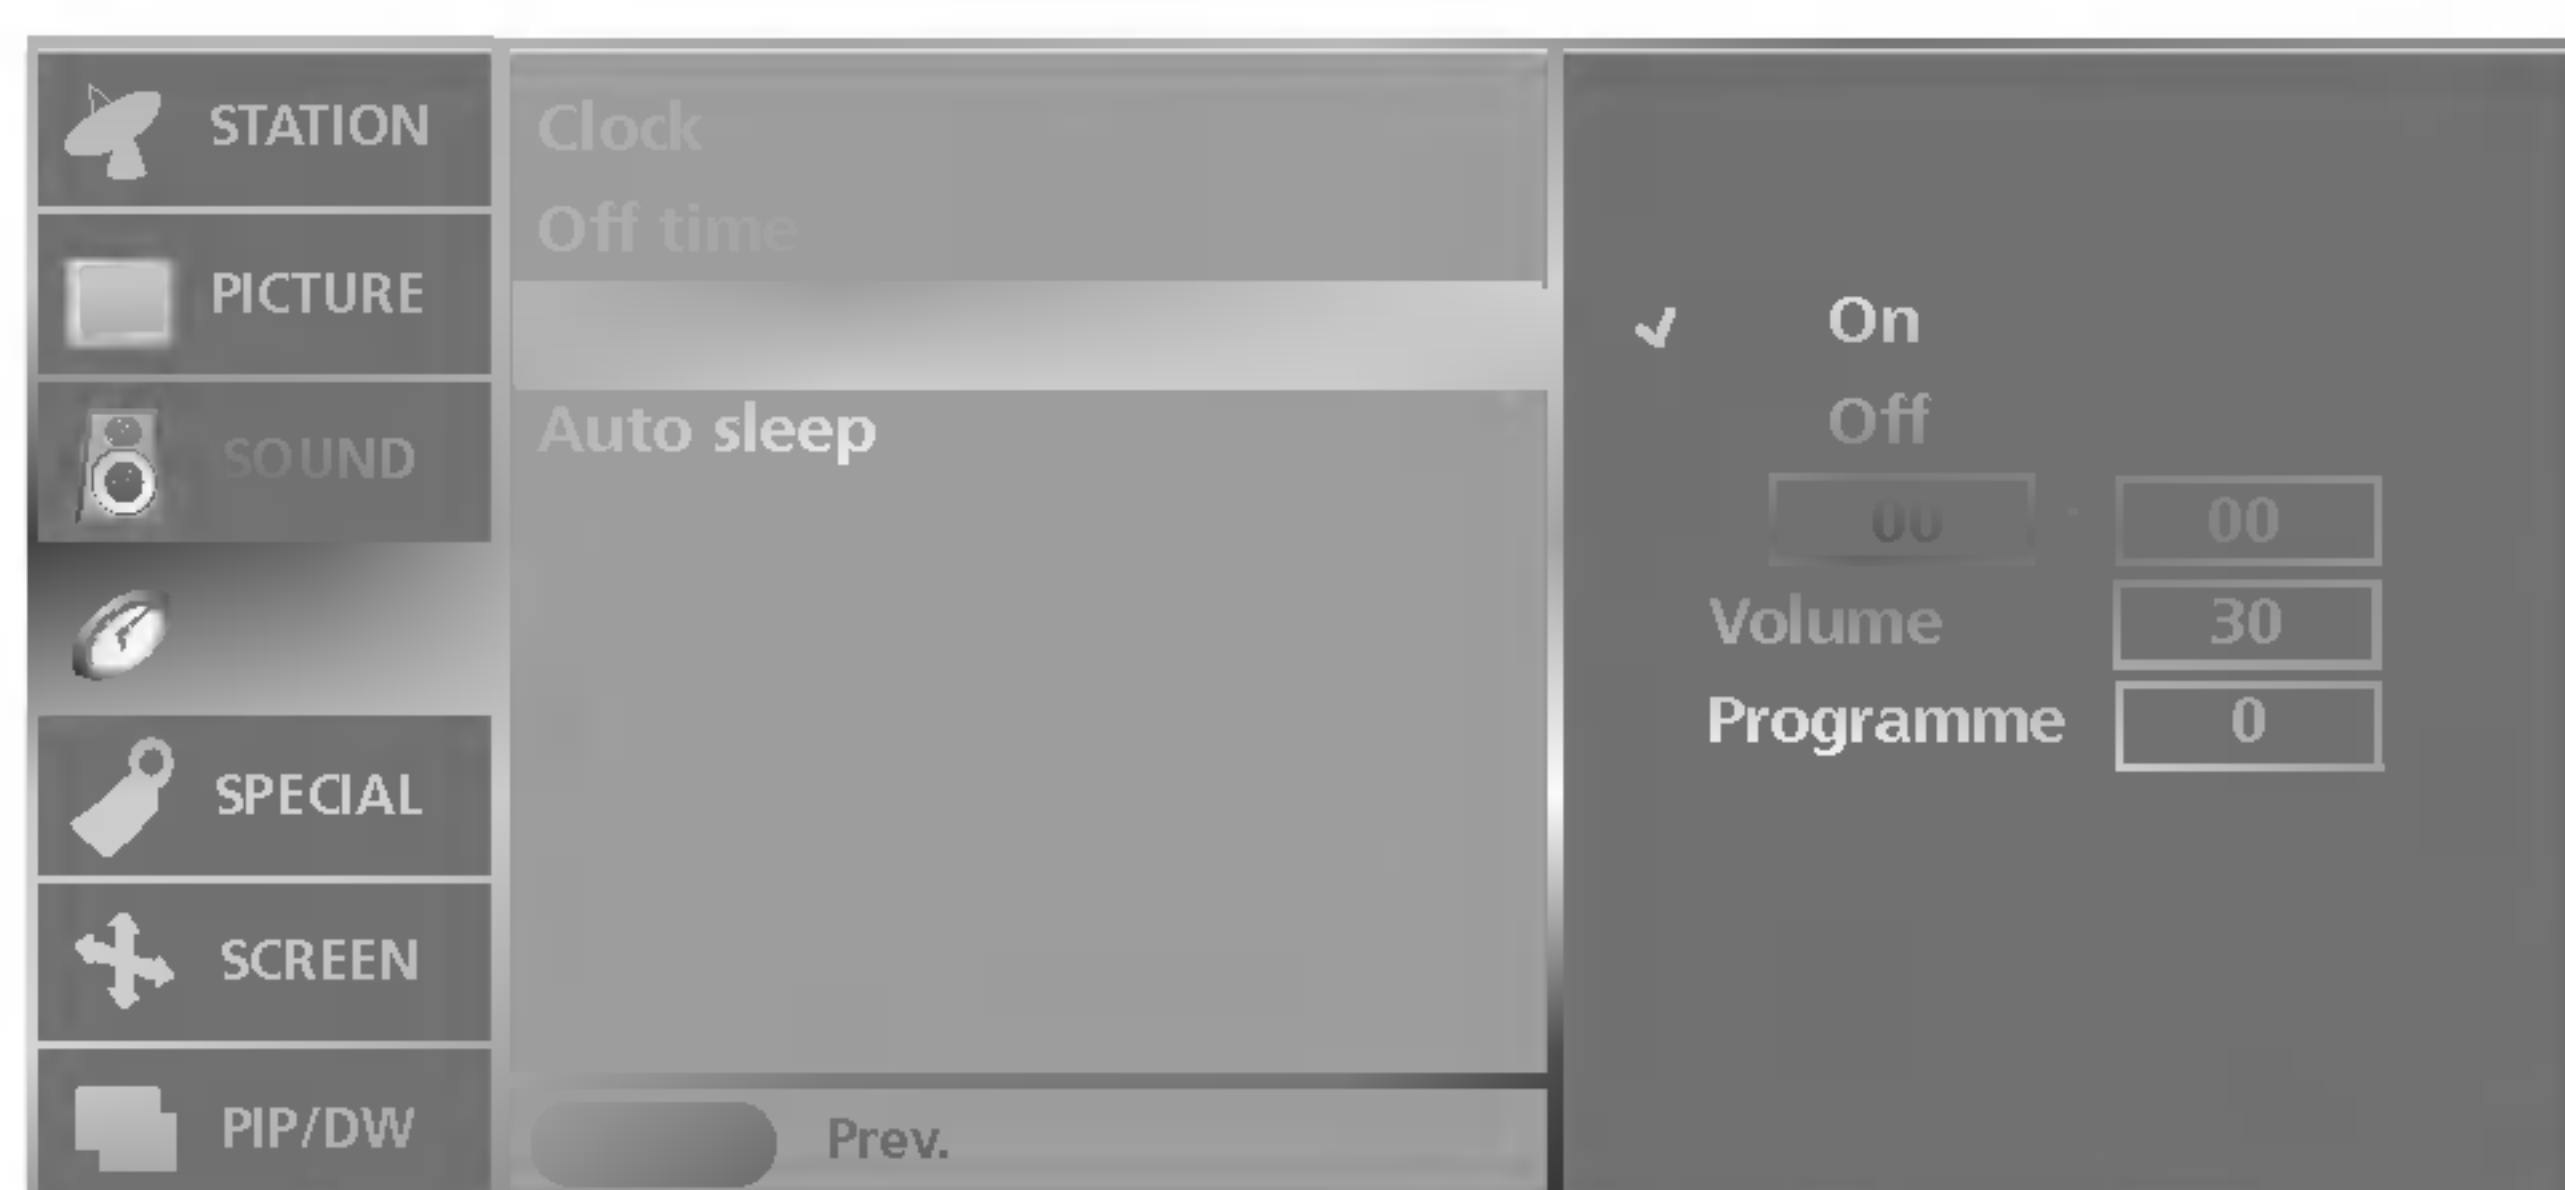 STATION
PICTURE
SOUND
SPECIAL
SCREEN
PIP/DW
Clock
Off time
Auto sleep
Prev.
On
Off
00 : 00
Volume 30
Programme 0